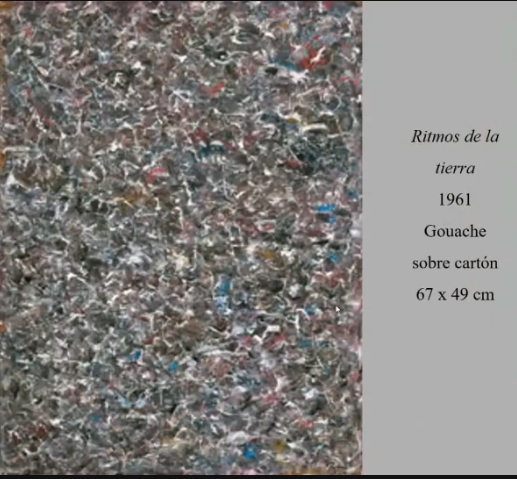 Ritmos de la
tierra
1961
Gouache
sobre cartón
67 x 49 cm